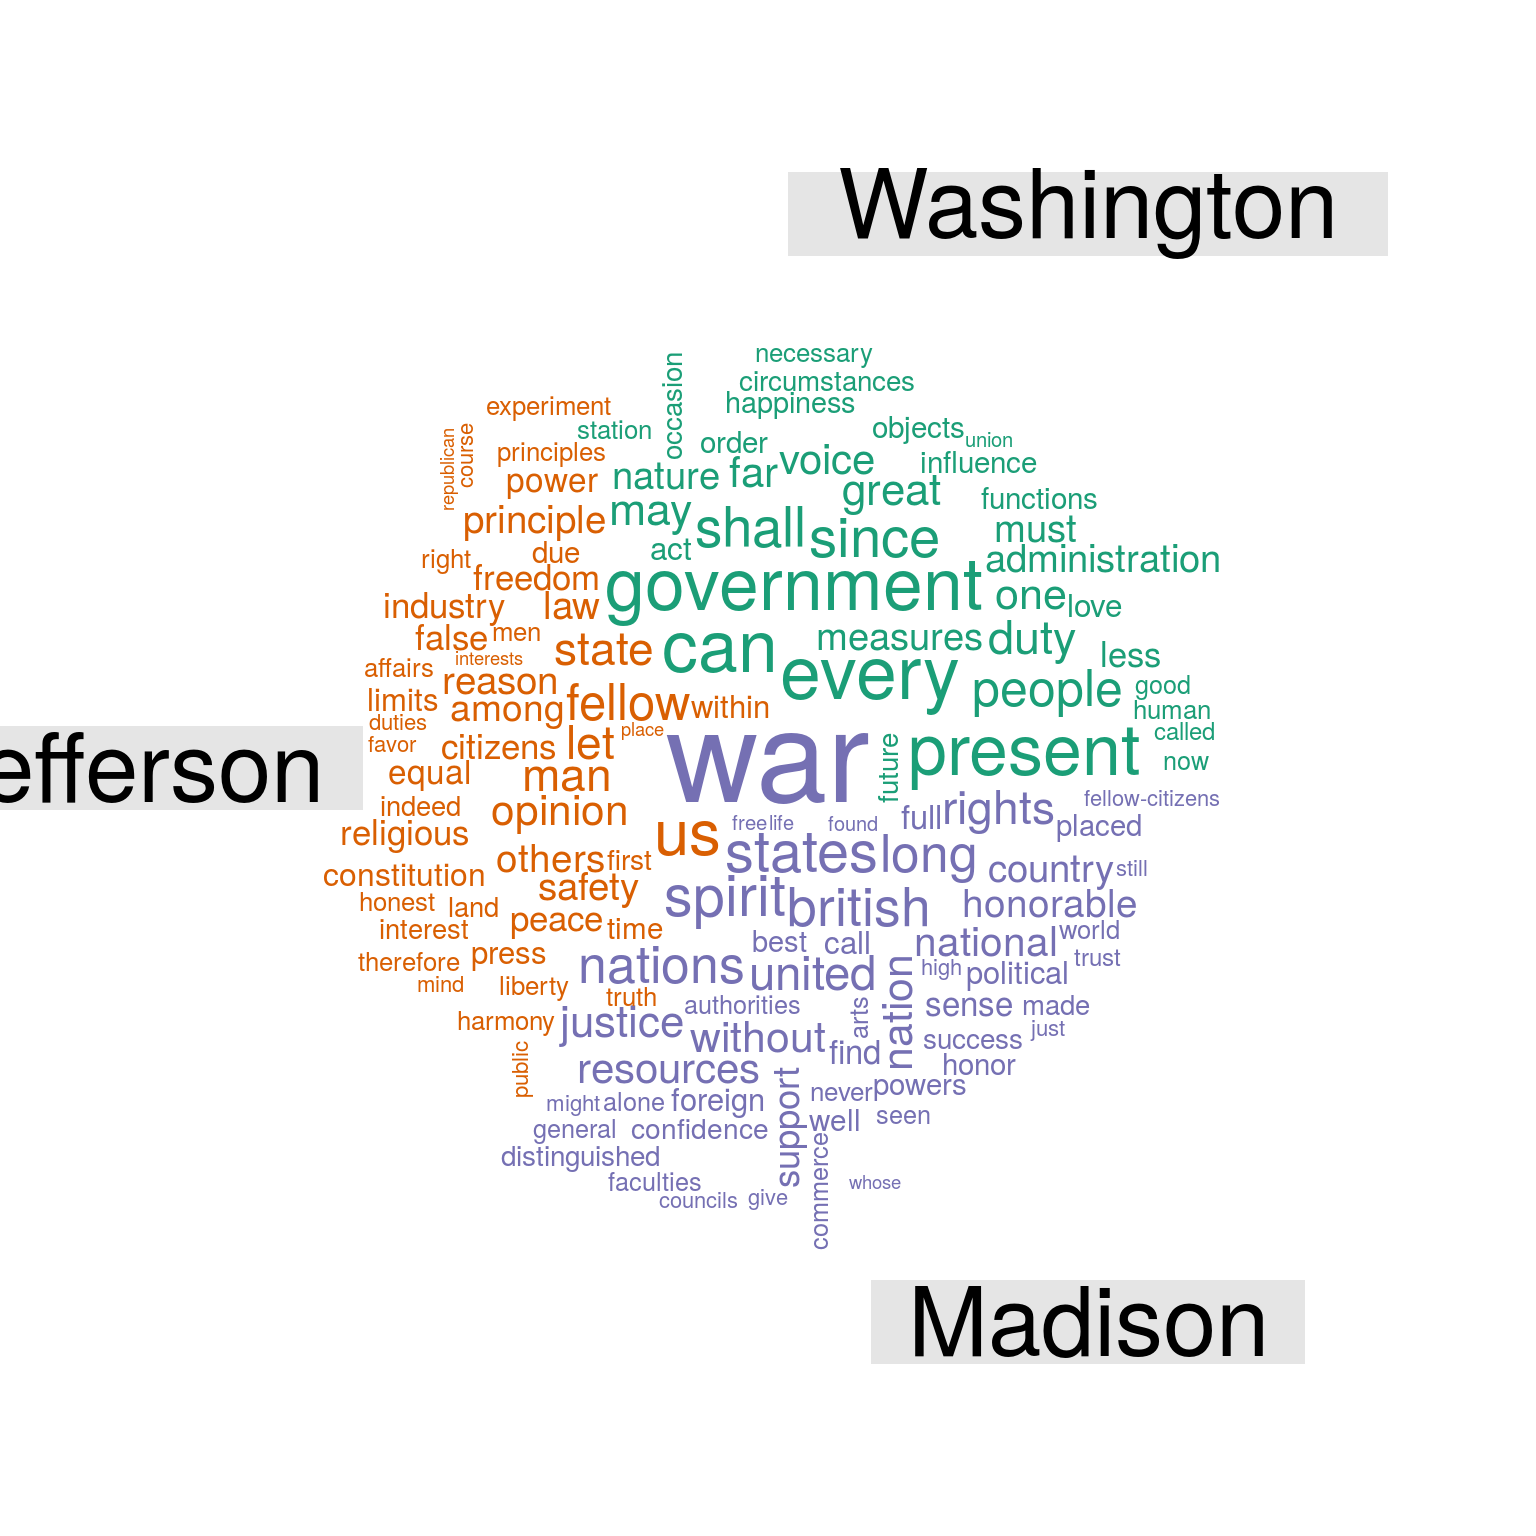 Washington
necessary
circumstances
occasion
happiness
experiment
station
objects
union
republican
course
principles
order
voice
influence
power
nature
far
great
functions
principle
may
shall
since
must
right
due
act
administration
freedom
government
industry
law
one
love
false
men
state
can
measures
duty
less
affairs
interests
reason
every
people
good
limits
among
fellow
within
human
duties
favor
citizens
let
place
war
future
present
called
now
equal
man
indeed
opinion
full
rights
fellow-citizens
efferson
religious
us
free
life
found
placed
others
first
states
long
country
still
constitution
safety
spirit
british
honorable
honest
land
interest
peace
time
best
call
national
world
therefore
press
nations
united
nation
high
political
trust
mind
liberty
truth
authorities
arts
sense
made
harmony
justice
without
find
success
just
public
resources
honor
might
alone
foreign
support
never
powers
general
confidence
well
seen
distinguished
commerce
faculties
councils
give
whose
Madison